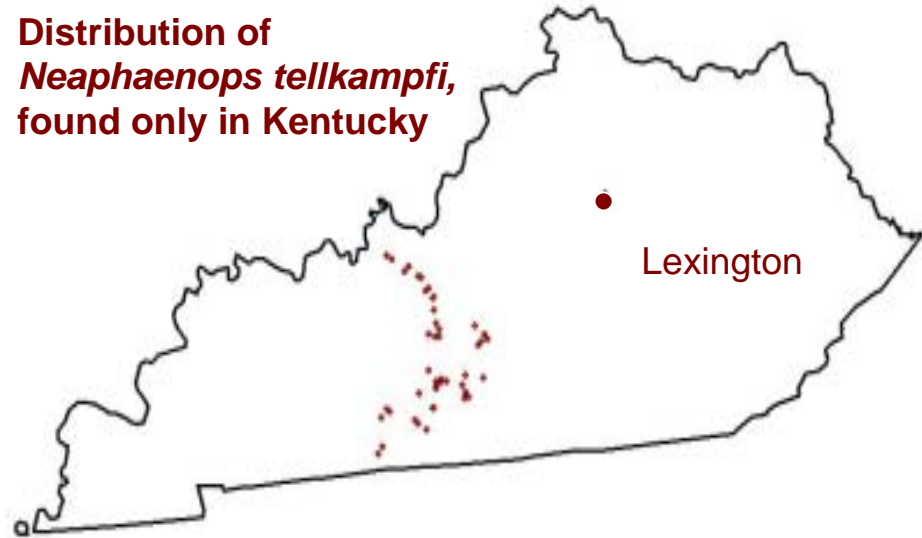 Distribution of
Neaphaenops tellkampfi,
found only in Kentucky
Lexington